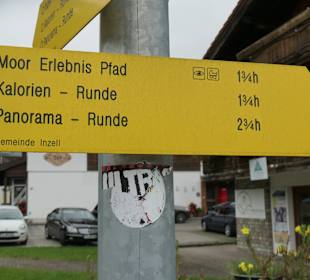 Moor Erlebnis Pfad 1¾h
Kalorien – Runde 1¾h
Panorama – Runde 2¾h
Gemeinde Inzell